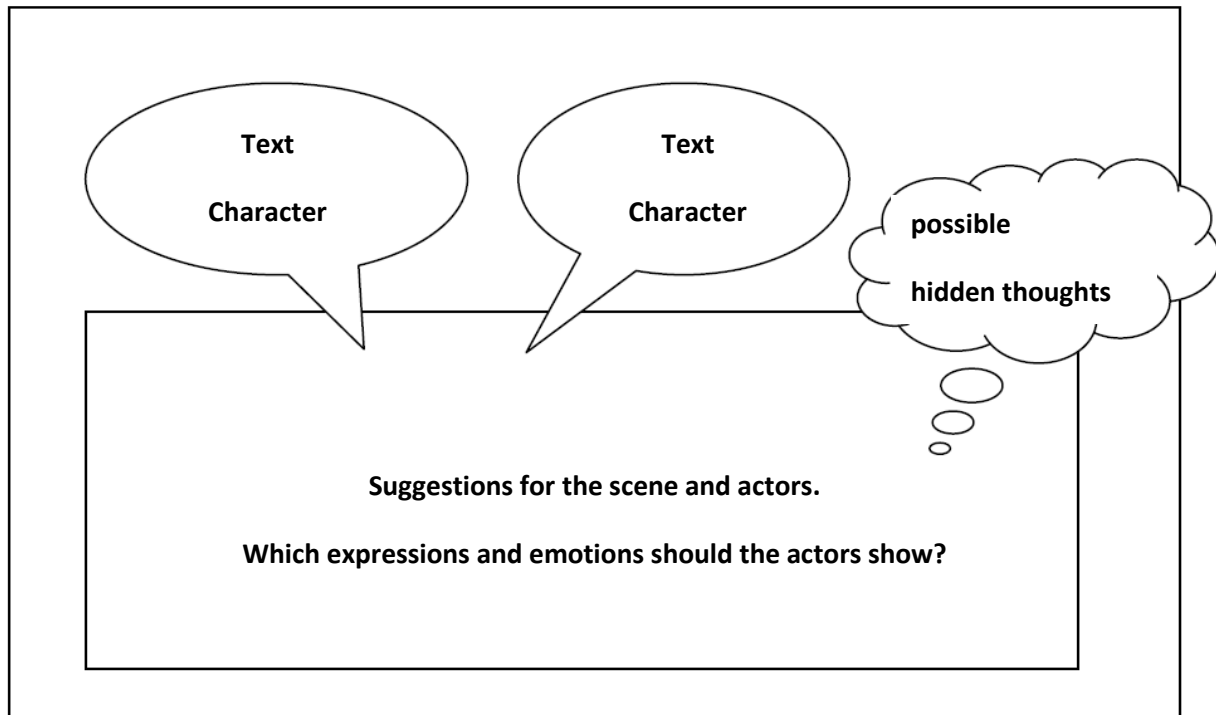 Text
Character
Text
Character
possible
hidden thoughts
Suggestions for the scene and actors.
Which expressions and emotions should the actors show?